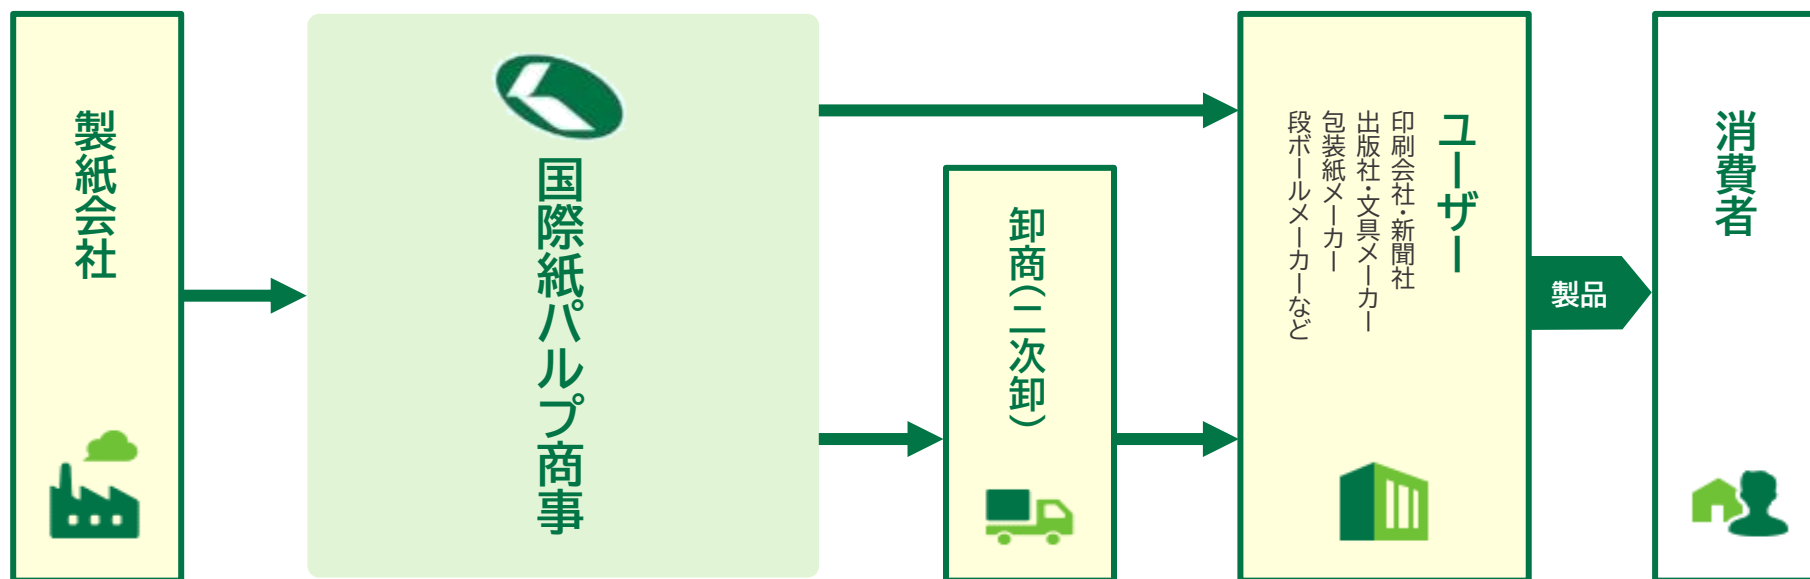 製紙会社
国際紙パルプ商事
卸商(二次卸)
ユーザー
印刷会社・新聞社
出版社・文具メーカー
包装紙メーカー
段ボールメーカーなど
製品
消費者